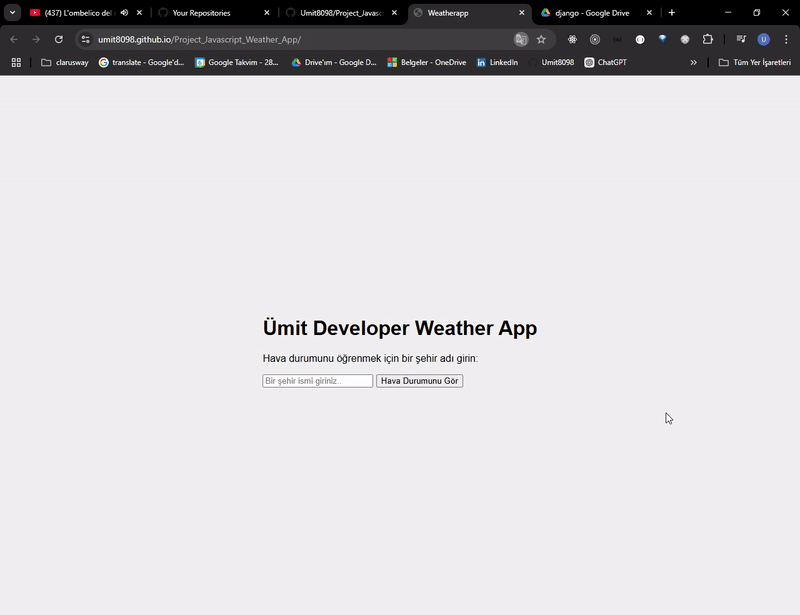 (437) L'ombelico del
Your Repositories
Umit8098/Project_Javasc
Weatherapp
django - Google Drive
umit8098.github.io/Project_Javascript_Weather_App/
U
clarusway
translate - Google'd...
Google Takvim - 28...
Drive'ım - Google D...
Belgeler - OneDrive
LinkedIn
Umit8098
ChatGPT
Tüm Yer İşaretleri
Ümit Developer Weather App
Hava durumunu öğrenmek için bir şehir adı girin:
Bir şehir ismi giriniz..
Hava Durumunu Gör